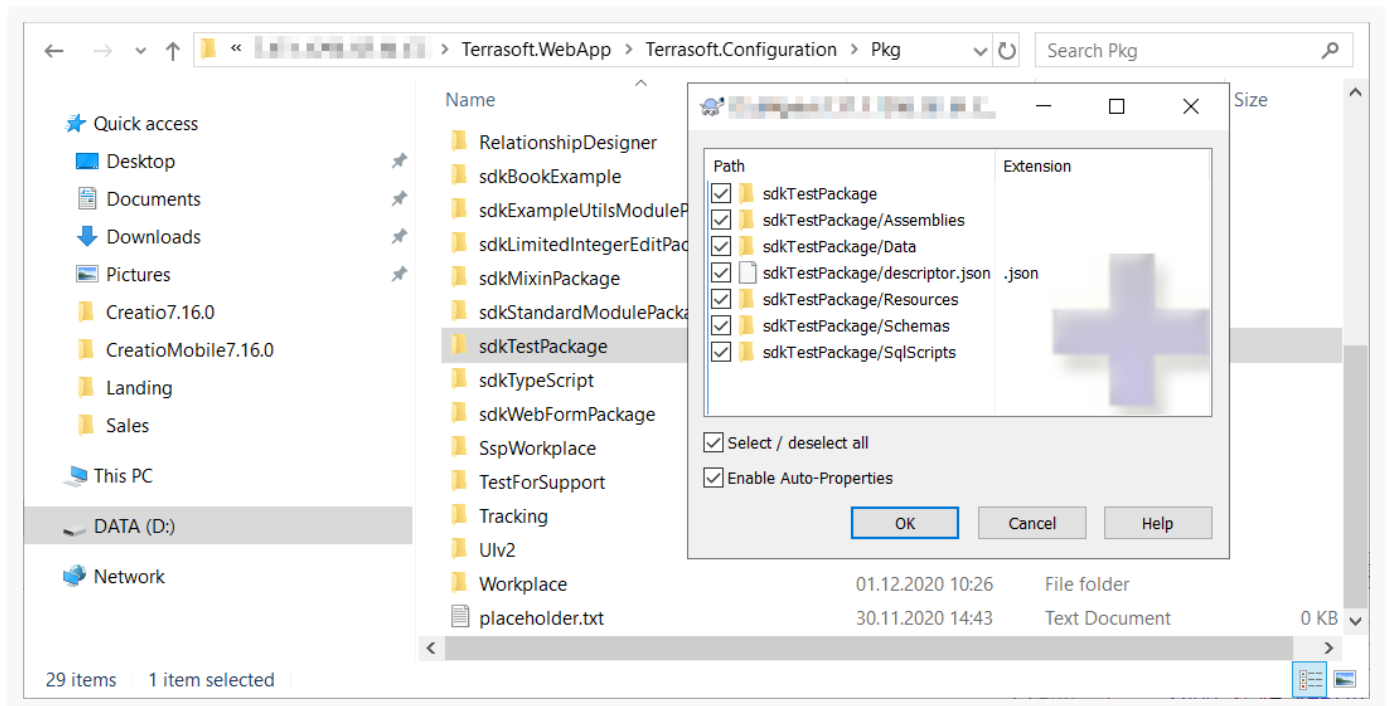 « > Terrasoft.WebApp > Terrasoft.Configuration > Pkg
Search Pkg
Quick access
Desktop
Documents
Downloads
Pictures
Creatio7.16.0
CreatioMobile7.16.0
Landing
Sales
This PC
DATA (D:)
Network
Name
Size
RelationshipDesigner
sdkBookExample
sdkExampleUtilsModuleP
sdkLimitedIntegerEditPac
sdkMixinPackage
sdkStandardModulePacka
sdkTestPackage
sdkTypeScript
sdkWebFormPackage
SspWorkplace
TestForSupport
Tracking
UIv2
Workplace 01.12.2020 10:26 File folder
placeholder.txt 30.11.2020 14:43 Text Document 0 KB
Path Extension
sdkTestPackage
sdkTestPackage/Assemblies
sdkTestPackage/Data
sdkTestPackage/descriptor.json .json
sdkTestPackage/Resources
sdkTestPackage/Schemas
sdkTestPackage/SqlScripts
Select / deselect all
Enable Auto-Properties
OK Cancel Help
29 items 1 item selected